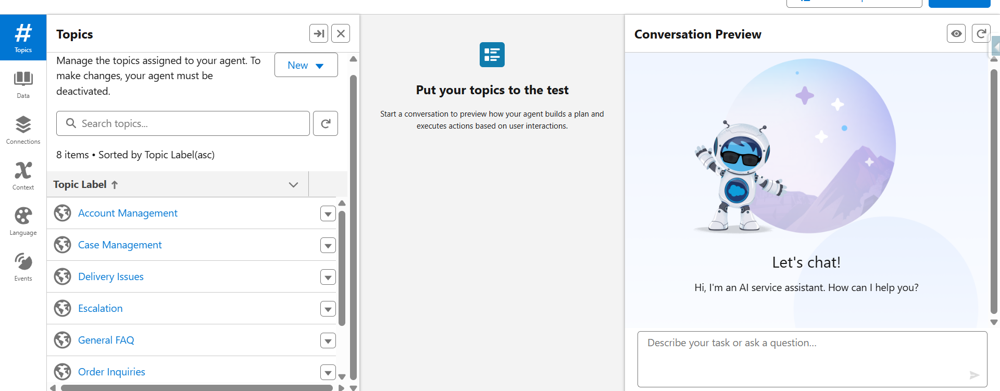 Topics
Data
Connections
Context
Language
Events
Topics
Manage the topics assigned to your agent. To
make changes, your agent must be
deactivated.
New
Search topics...
8 items • Sorted by Topic Label(asc)
Topic Label
Account Management
Case Management
Delivery Issues
Escalation
General FAQ
Order Inquiries
Put your topics to the test
Start a conversation to preview how your agent builds a plan and
executes actions based on user interactions.
Conversation Preview
Let's chat!
Hi, I'm an AI service assistant. How can I help you?
Describe your task or ask a question...